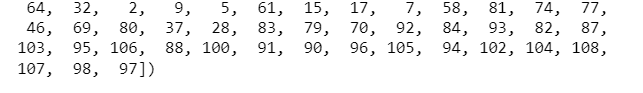 64, 32, 2, 9, 5, 61, 15, 17, 7, 58, 81, 74, 77,
46, 69, 80, 37, 28, 83, 79, 70, 92, 84, 93, 82, 87,
103, 95, 106, 88, 100, 91, 90, 96, 105, 94, 102, 104, 108,
107, 98, 97])